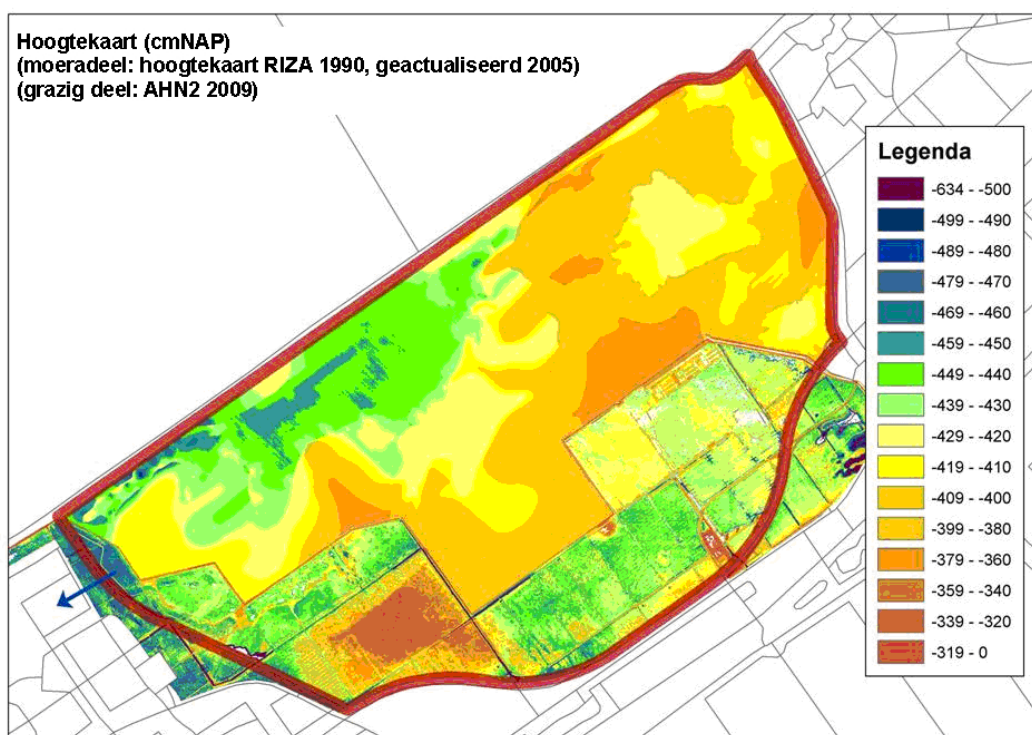 Hoogtekaart (cmNAP)
(moeradeel: hoogtekaart RIZA 1990, geactualiseerd 2005)
(grazig deel: AHN2 2009)
Legenda
-634 - -500
-499 - -490
-489 - -480
-479 - -470
-469 - -460
-459 - -450
-449 - -440
-439 - -430
-429 - -420
-419 - -410
-409 - -400
-399 - -380
-379 - -360
-359 - -340
-339 - -320
-319 - 0